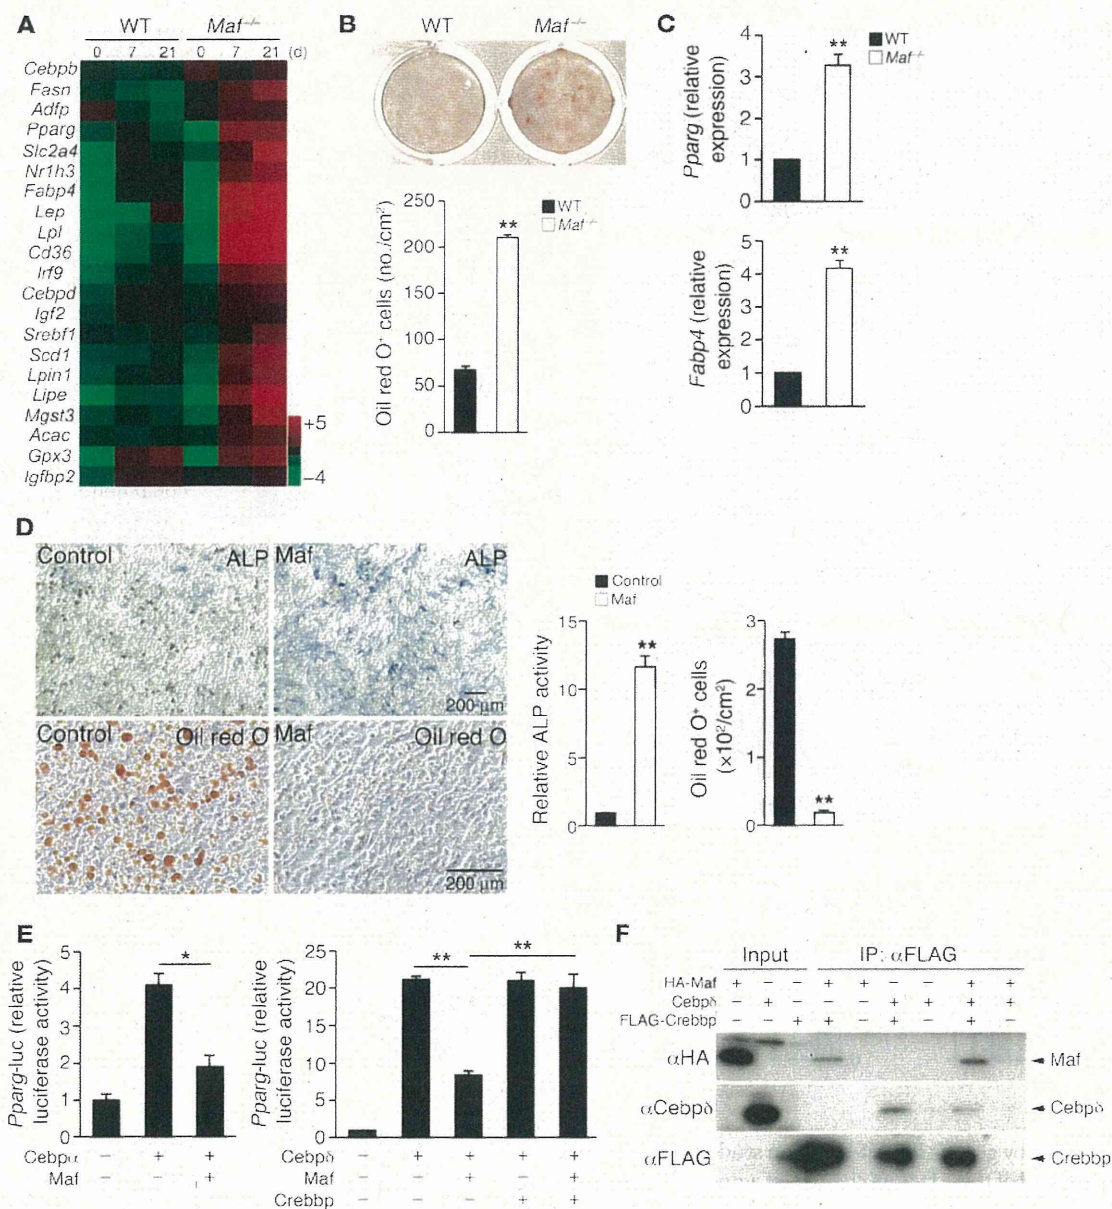 A
WT Maf−/−
0 7 21 0 7 21 (d)
Cebpb
Fasn
Adfp
Pparg
Slc2a4
Nr1h3
Fabp4
Lep
Lpl
Cd36
Irf9
Cebpd
Igf2
Srebf1
Scd1
Lpin1
Lipe
Mgst3
Acac
Gpx3
Igfbp2
+5
−4
B
WT Maf−/−
Oil red O+ cells (no./cm²)
250
200
150
100
50
0
**
WT
Maf−/−
C
WT
Maf−/−
Pparg (relative
expression)
4
3
2
1
0
**
Fabp4 (relative
expression)
5
4
3
2
1
0
**
D
Control ALP
Maf ALP
200 µm
Control Oil red O
Maf Oil red O
200 µm
Control
Maf
Relative ALP activity
15
10
5
0
**
Oil red O+ cells
(×10²/cm²)
3
2
1
0
**
E
Pparg-luc (relative
luciferase activity)
5
4
3
2
1
0
*
Cebpα − + +
Maf − − +
Pparg-luc (relative
luciferase activity)
25
20
15
10
5
0
** **
Cebpδ − + + + +
Maf − − + − +
Crebbp − − − + +
F
Input IP: αFLAG
HA-Maf + − − + − − − + +
Cebpδ − + − − − + + + +
FLAG-Crebbp − − + + − + − + −
αHA Maf
αCebpδ Cebpδ
αFLAG Crebbp